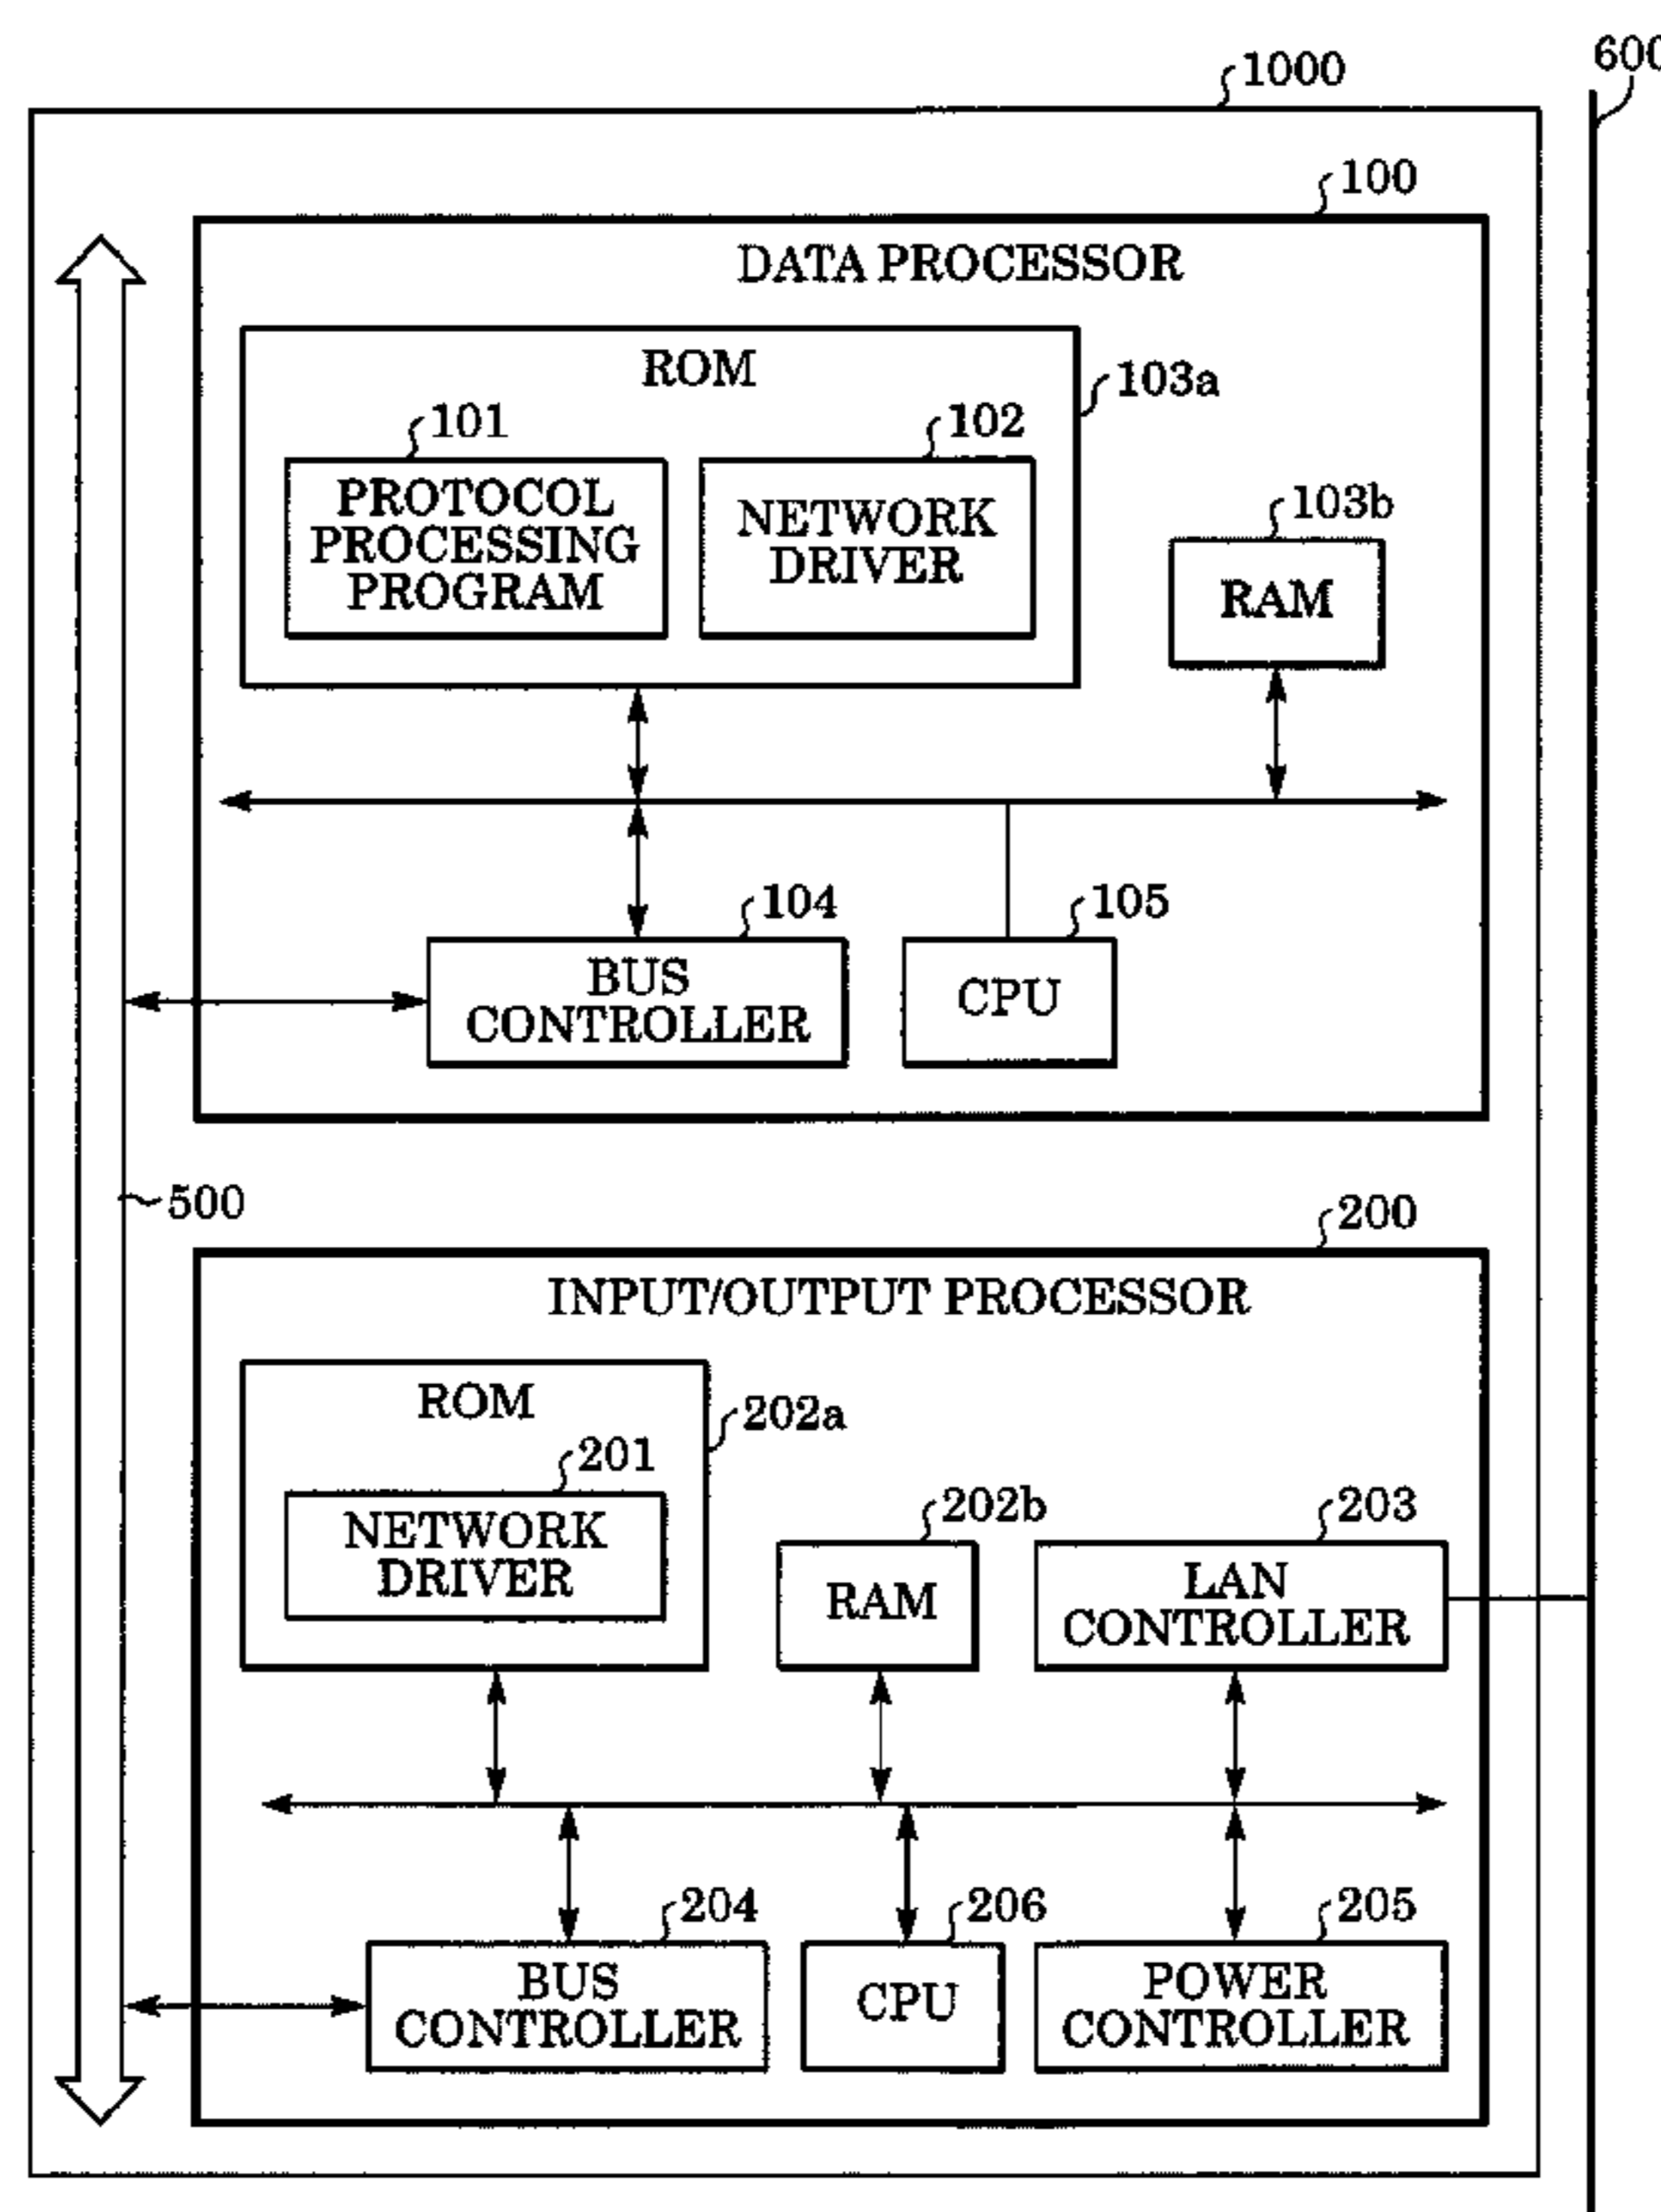 1000
600
100
DATA PROCESSOR
ROM
103a
101
102
PROTOCOL
PROCESSING
PROGRAM
NETWORK
DRIVER
103b
RAM
104
105
BUS
CONTROLLER
CPU
500
200
INPUT/OUTPUT PROCESSOR
ROM
202a
201
NETWORK
DRIVER
202b
203
RAM
LAN
CONTROLLER
204
206
205
BUS
CONTROLLER
CPU
POWER
CONTROLLER